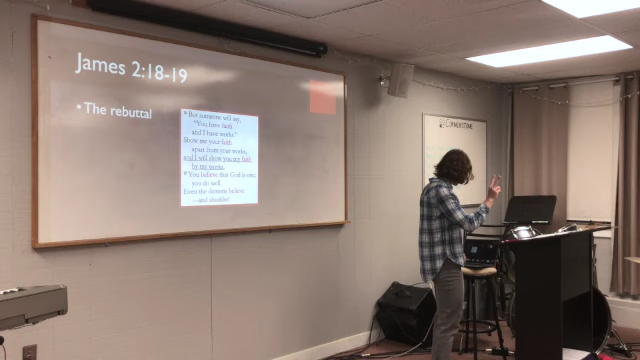 James 2:18-19
• The rebuttal
* But someone will say,
"You have faith
and I have works."
Show me your faith
apart from your works,
and I will show you my faith
by my works.
* You believe that God is one;
you do well.
Even the demons believe
—and shudder!
CORNERSTONE